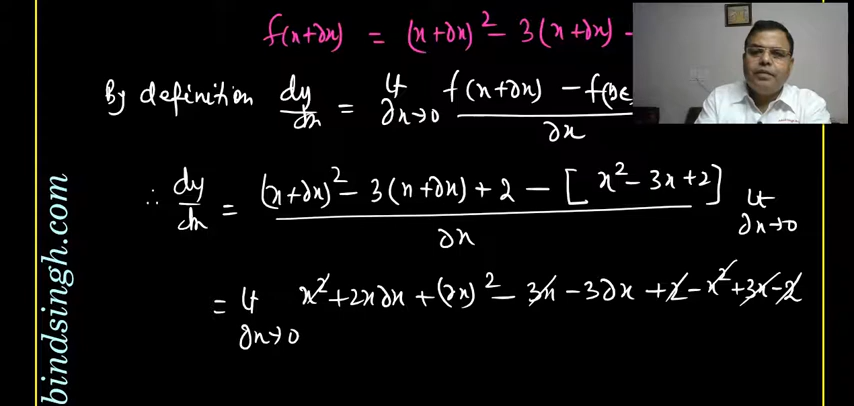 f(x+∂x) = (x+∂x)² − 3(x+∂x) −
By definition dy/dx = lt ∂x→0 f(x+∂x) − f(x / ∂x
∴ dy/dx = (x+∂x)² − 3(x+∂x) + 2 − [ x² − 3x + 2 ] / ∂x lt ∂x→0
= lt ∂x→0 x² + 2x∂x + (∂x)² − 3x − 3∂x + 2 − x² + 3x − 2
bindsingh.com